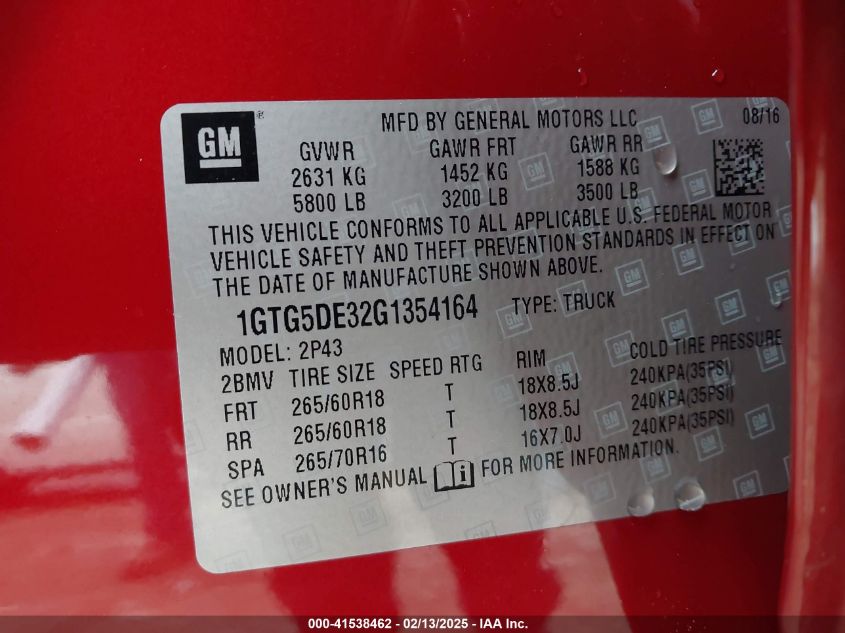 GM
®
MFD BY GENERAL MOTORS LLC 08/16
GVWR GAWR FRT GAWR RR
2631 KG 1452 KG 1588 KG
5800 LB 3200 LB 3500 LB
THIS VEHICLE CONFORMS TO ALL APPLICABLE U.S. FEDERAL MOTOR
VEHICLE SAFETY AND THEFT PREVENTION STANDARDS IN EFFECT ON
THE DATE OF MANUFACTURE SHOWN ABOVE.
1GTG5DE32G1354164 TYPE: TRUCK
MODEL: 2P43
2BMV TIRE SIZE SPEED RTG RIM COLD TIRE PRESSURE
FRT 265/60R18 T 18X8.5J 240KPA(35PSI)
RR 265/60R18 T 18X8.5J 240KPA(35PSI)
SPA 265/70R16 T 16X7.0J 240KPA(35PSI)
SEE OWNER'S MANUAL FOR MORE INFORMATION.
000-41538462 - 02/13/2025 - IAA Inc.